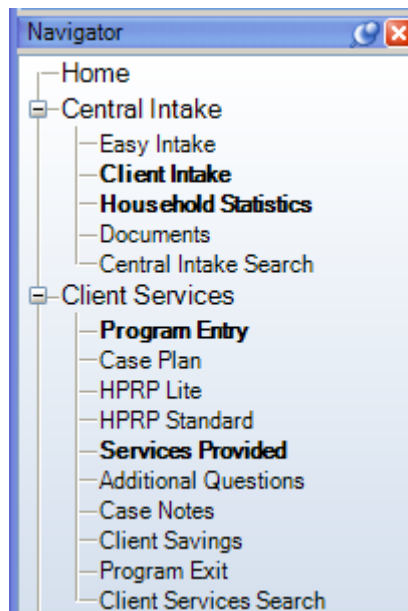 Navigator
Home
Central Intake
Easy Intake
Client Intake
Household Statistics
Documents
Central Intake Search
Client Services
Program Entry
Case Plan
HPRP Lite
HPRP Standard
Services Provided
Additional Questions
Case Notes
Client Savings
Program Exit
Client Services Search